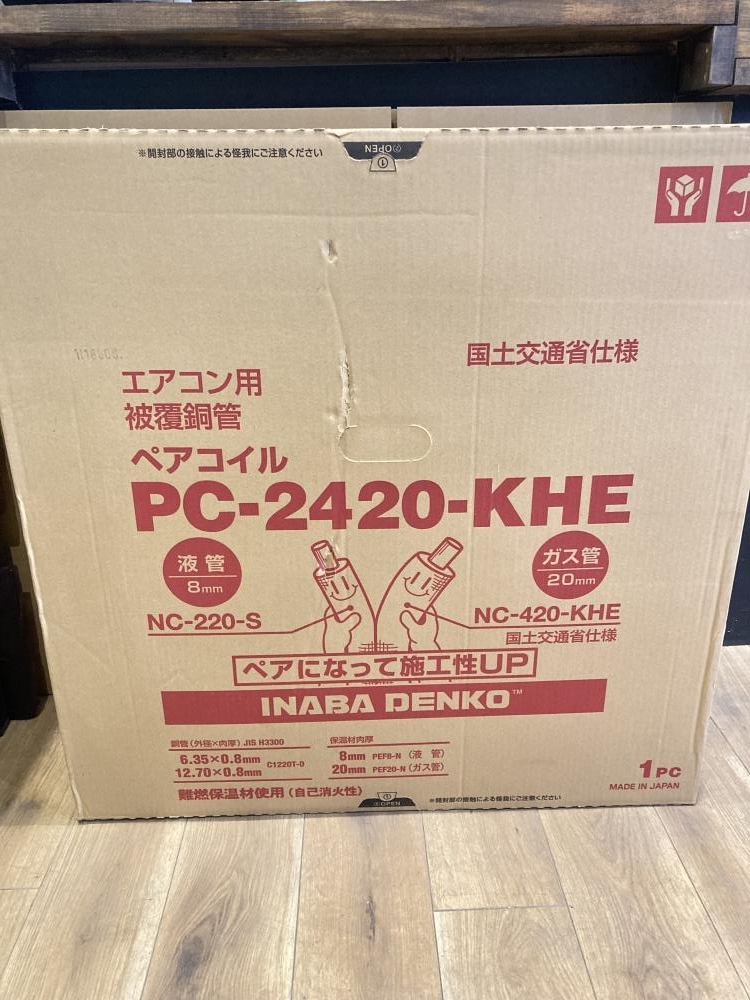 ※開封部の接触による怪我にご注意ください
②OPEN
①
国土交通省仕様
エアコン用
被覆銅管
ペアコイル
PC-2420-KHE
液管
8mm
ガス管
20mm
NC-220-S
NC-420-KHE
国土交通省仕様
ペアになって施工性UP
INABA DENKO™
銅管（外径×肉厚）JIS H3300
6.35×0.8mm
12.70×0.8mm
C1220T-O
保温材肉厚
8mm PEF8-N（液 管）
20mm PEF20-N（ガス管）
難燃保温材使用（自己消火性）
①
②OPEN
※開封部の接触による怪我にご注意ください
1PC
MADE IN JAPAN